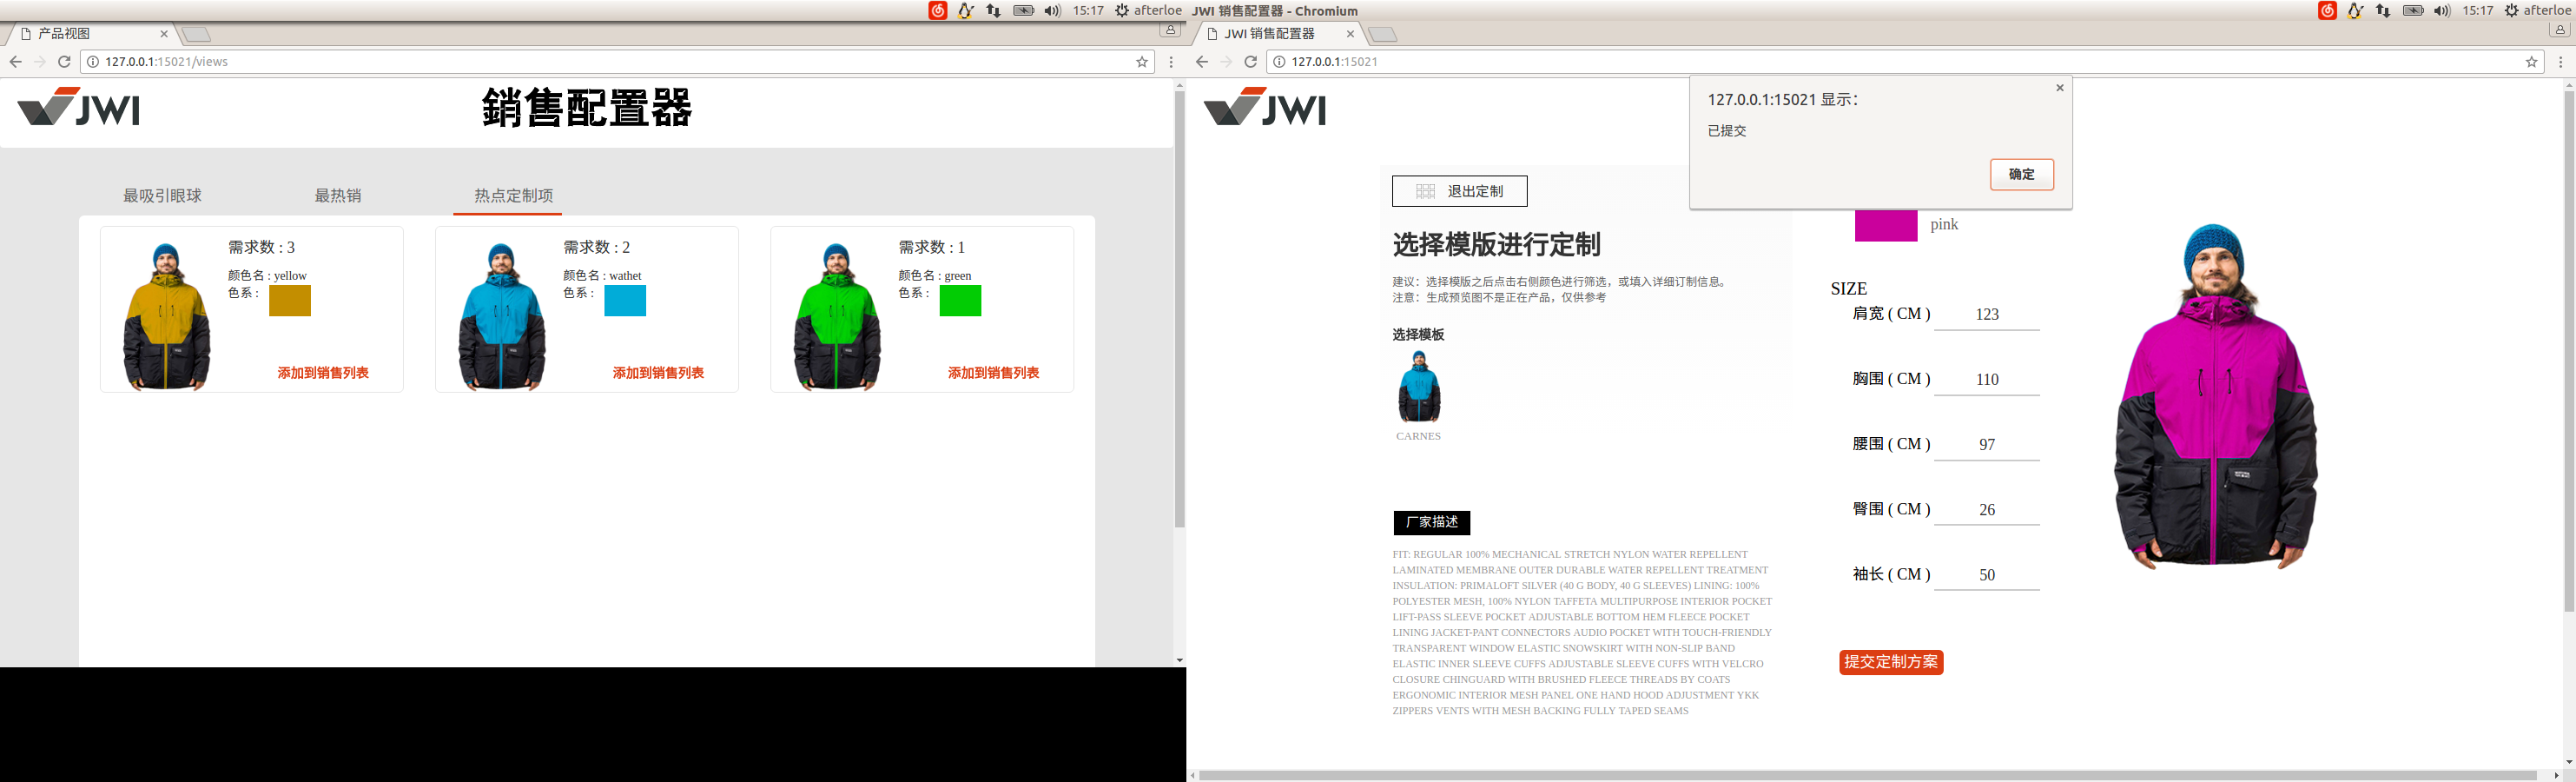 15:17 afterloe
产品视图
127.0.0.1:15021/views
JWI
銷售配置器
最吸引眼球
最热销
热点定制项
需求数 : 3
颜色名 : yellow
色系 :
添加到销售列表
需求数 : 2
颜色名 : wathet
色系 :
添加到销售列表
需求数 : 1
颜色名 : green
色系 :
添加到销售列表
JWI 销售配置器 - Chromium
15:17 afterloe
JWI 销售配置器
127.0.0.1:15021
JWI
127.0.0.1:15021 显示：
已提交
确定
退出定制
选择模版进行定制
建议：选择模版之后点击右侧颜色进行筛选，或填入详细订制信息。
注意：生成预览图不是正在产品，仅供参考
选择模板
CARNES
厂家描述
FIT: REGULAR 100% MECHANICAL STRETCH NYLON WATER REPELLENT
LAMINATED MEMBRANE OUTER DURABLE WATER REPELLENT TREATMENT
INSULATION: PRIMALOFT SILVER (40 G BODY, 40 G SLEEVES) LINING: 100%
POLYESTER MESH, 100% NYLON TAFFETA MULTIPURPOSE INTERIOR POCKET
LIFT-PASS SLEEVE POCKET ADJUSTABLE BOTTOM HEM FLEECE POCKET
LINING JACKET-PANT CONNECTORS AUDIO POCKET WITH TOUCH-FRIENDLY
TRANSPARENT WINDOW ELASTIC SNOWSKIRT WITH NON-SLIP BAND
ELASTIC INNER SLEEVE CUFFS ADJUSTABLE SLEEVE CUFFS WITH VELCRO
CLOSURE CHINGUARD WITH BRUSHED FLEECE THREADS BY COATS
ERGONOMIC INTERIOR MESH PANEL ONE HAND HOOD ADJUSTMENT YKK
ZIPPERS VENTS WITH MESH BACKING FULLY TAPED SEAMS
pink
SIZE
肩宽 ( CM ) 123
胸围 ( CM ) 110
腰围 ( CM ) 97
臀围 ( CM ) 26
袖长 ( CM ) 50
提交定制方案